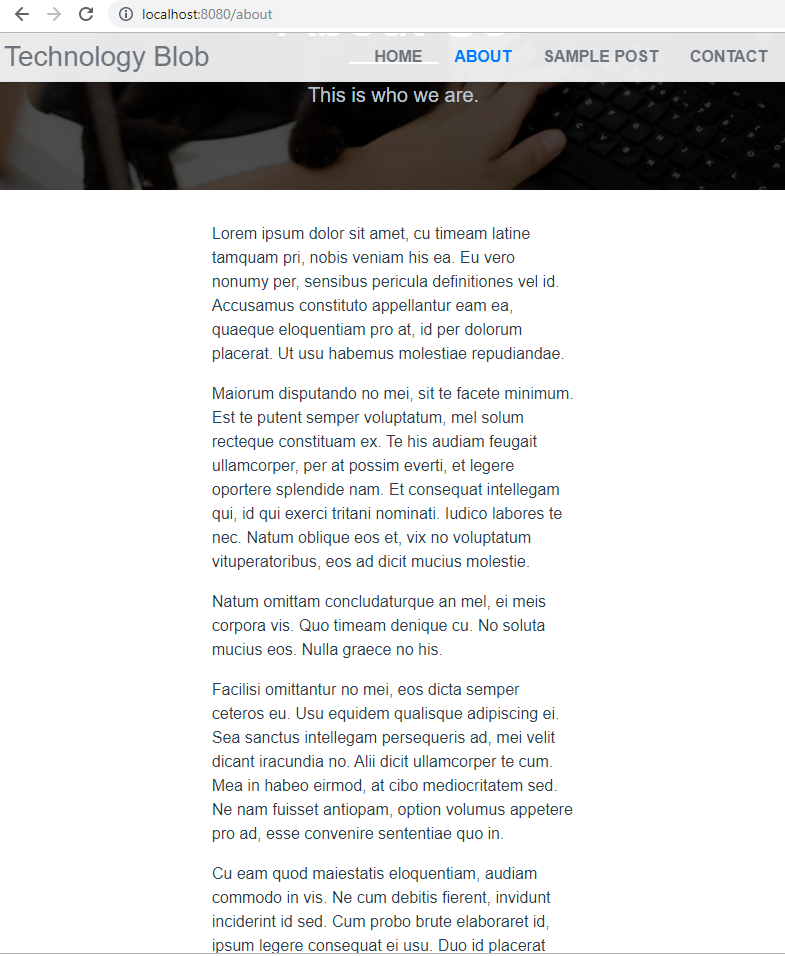 localhost:8080/about
Technology Blob
HOME ABOUT SAMPLE POST CONTACT
This is who we are.
Lorem ipsum dolor sit amet, cu timeam latine
tamquam pri, nobis veniam his ea. Eu vero
nonumy per, sensibus pericula definitiones vel id.
Accusamus constituto appellantur eam ea,
quaeque eloquentiam pro at, id per dolorum
placerat. Ut usu habemus molestiae repudiandae.
Maiorum disputando no mei, sit te facete minimum.
Est te putent semper voluptatum, mel solum
recteque constituam ex. Te his audiam feugait
ullamcorper, per at possim everti, et legere
oportere splendide nam. Et consequat intellegam
qui, id qui exerci tritani nominati. Iudico labores te
nec. Natum oblique eos et, vix no voluptatum
vituperatoribus, eos ad dicit mucius molestie.
Natum omittam concludaturque an mel, ei meis
corpora vis. Quo timeam denique cu. No soluta
mucius eos. Nulla graece no his.
Facilisi omittantur no mei, eos dicta semper
ceteros eu. Usu equidem qualisque adipiscing ei.
Sea sanctus intellegam persequeris ad, mei velit
dicant iracundia no. Alii dicit ullamcorper te cum.
Mea in habeo eirmod, at cibo mediocritatem sed.
Ne nam fuisset antiopam, option volumus appetere
pro ad, esse convenire sententiae quo in.
Cu eam quod maiestatis eloquentiam, audiam
commodo in vis. Ne cum debitis fierent, invidunt
inciderint id sed. Cum probo brute elaboraret id,
ipsum legere consequat ei usu. Duo id placerat